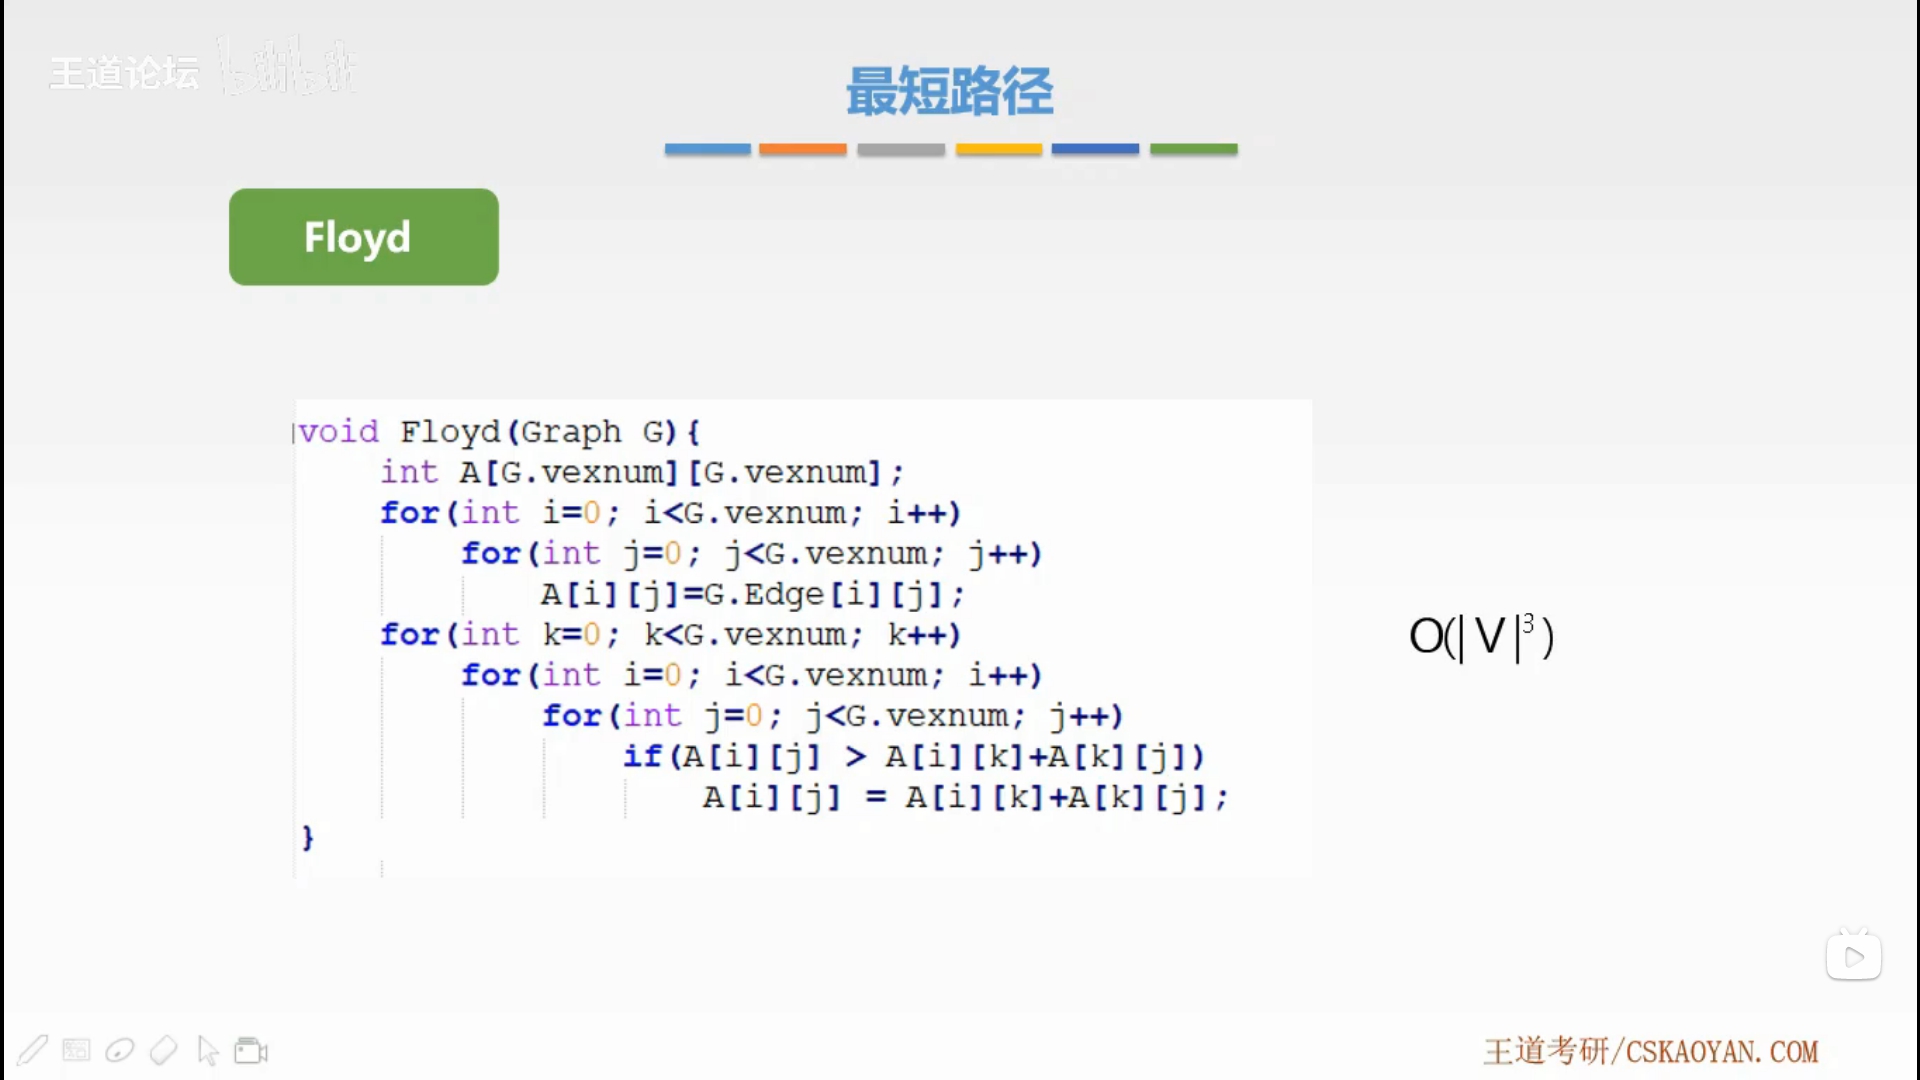 王道论坛 bilibili
最短路径
Floyd
void Floyd(Graph G){
    int A[G.vexnum][G.vexnum];
    for(int i=0; i<G.vexnum; i++)
        for(int j=0; j<G.vexnum; j++)
            A[i][j]=G.Edge[i][j];
    for(int k=0; k<G.vexnum; k++)
        for(int i=0; i<G.vexnum; i++)
            for(int j=0; j<G.vexnum; j++)
                if(A[i][j] > A[i][k]+A[k][j])
                    A[i][j] = A[i][k]+A[k][j];
}
O(|V|³)
王道考研/CSKAOYAN.COM